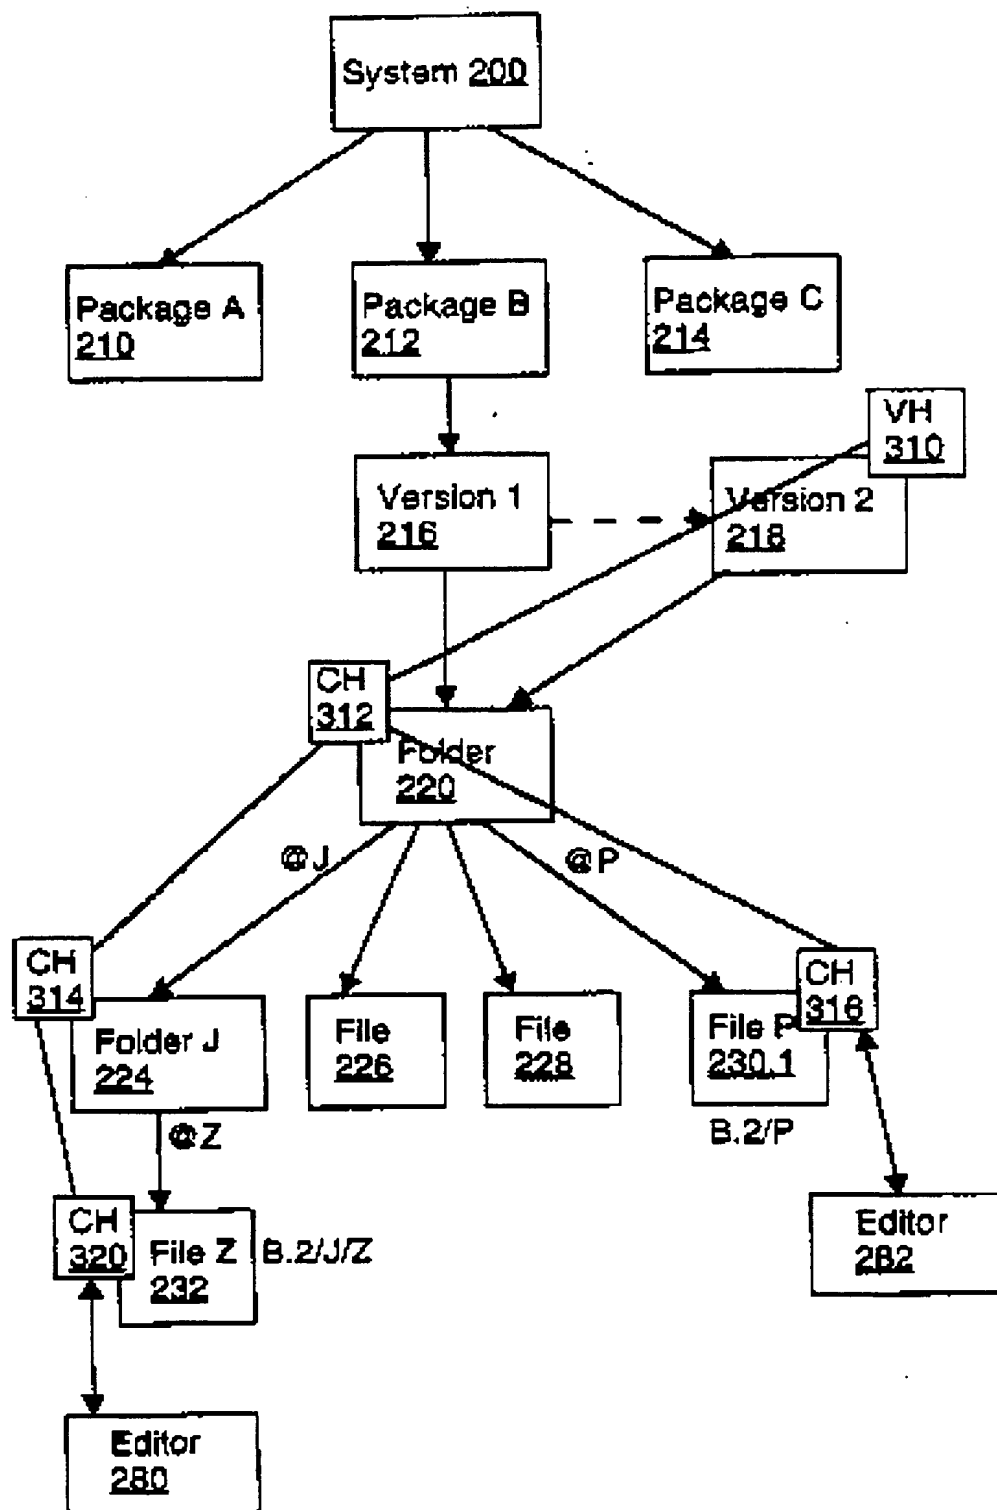 System 200
Package A
210
Package B
212
Package C
214
VH
310
Version 1
216
Version 2
218
CH
312
Folder
220
@J
@P
CH
314
Folder J
224
File
226
File
228
File P
230.1
CH
316
@Z
B.2/P
CH
320
File Z
232
B.2/J/Z
Editor
282
Editor
280